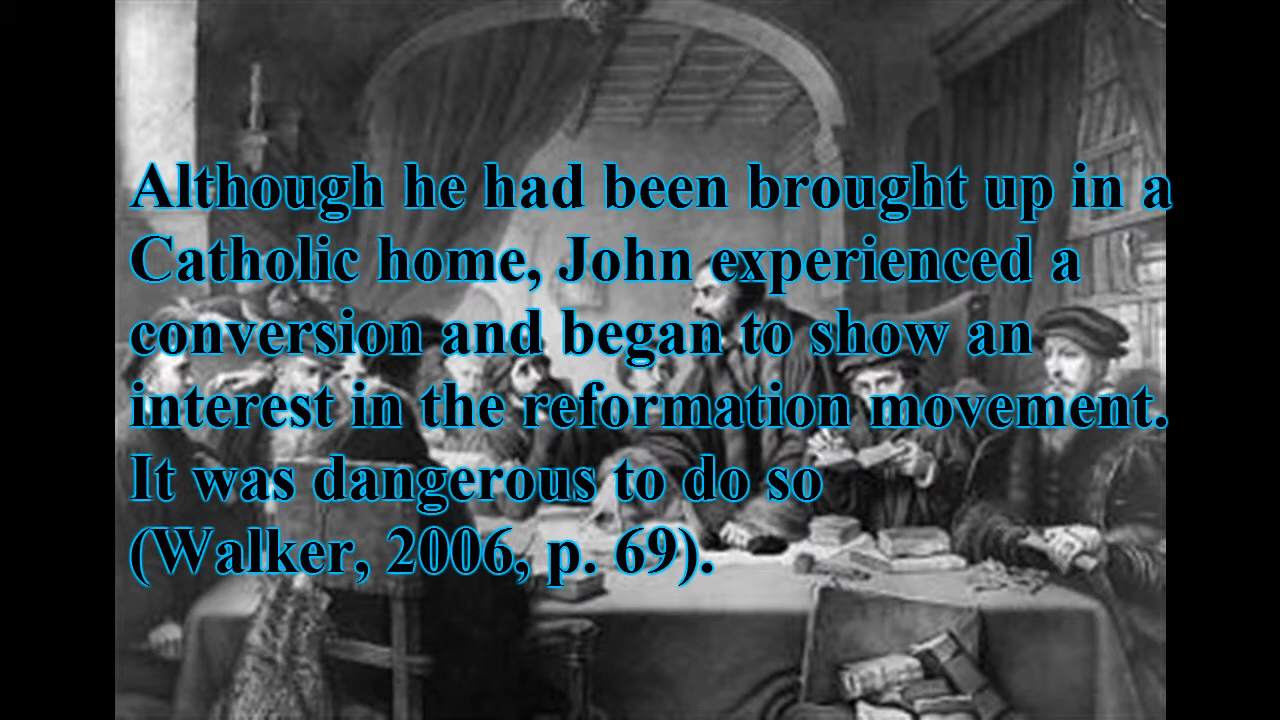 Although he had been brought up in a
Catholic home, John experienced a
conversion and began to show an
interest in the reformation movement.
It was dangerous to do so
(Walker, 2006, p. 69).